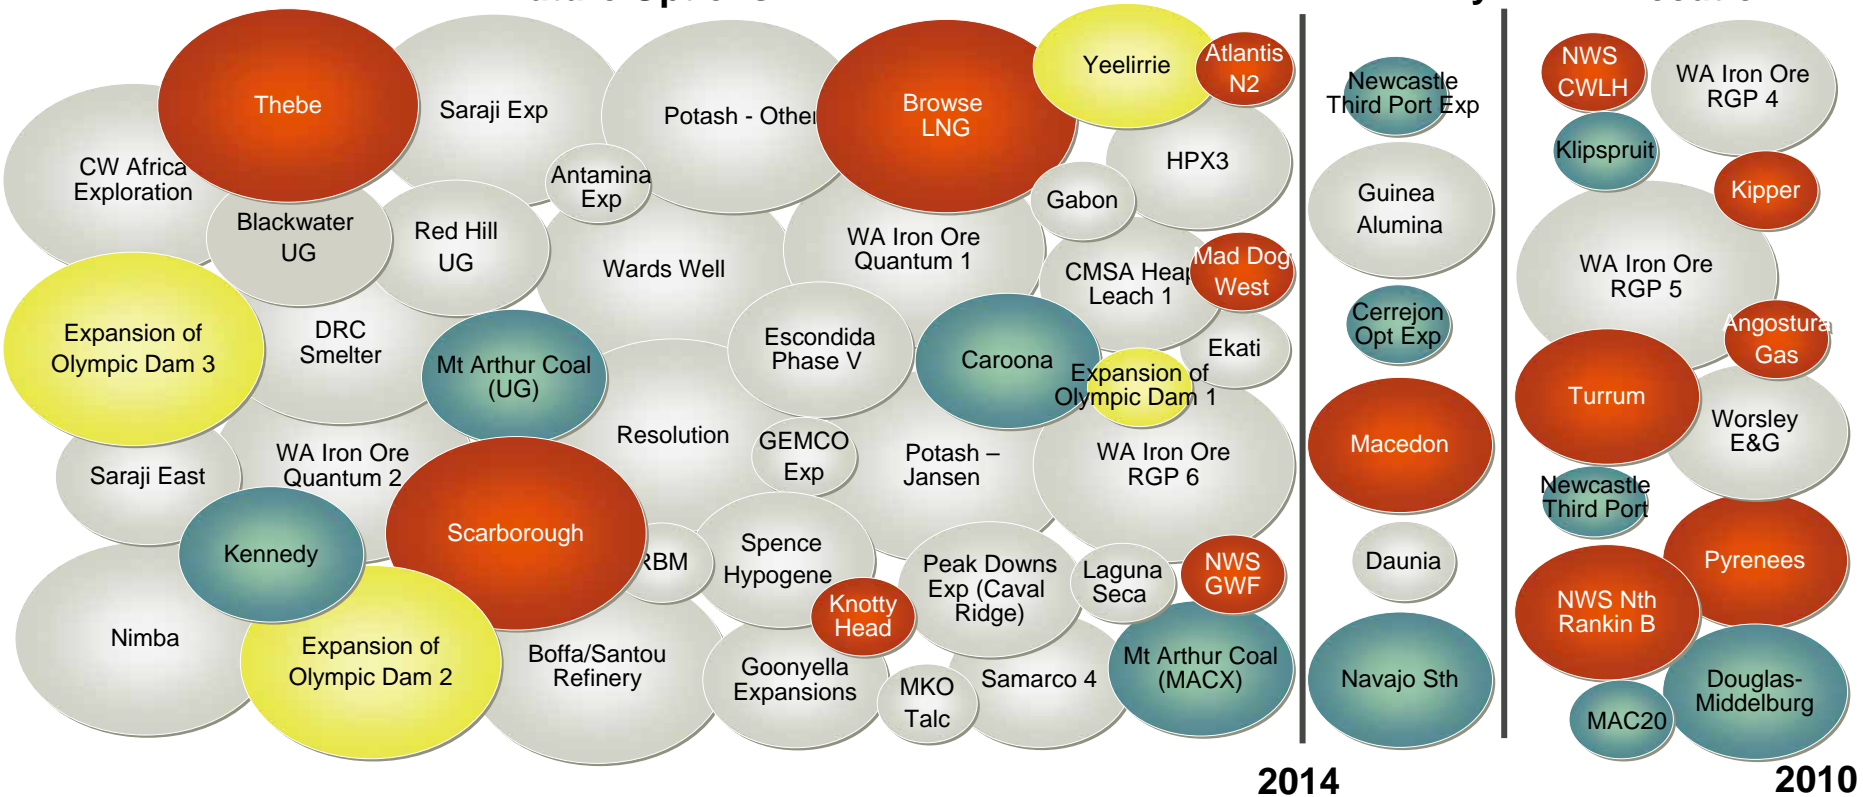 Thebe
Saraji Exp
Potash - Other
Browse
LNG
Yeelirrie
Atlantis
N2
CW Africa
Exploration
Antamina
Exp
Gabon
HPX3
Blackwater
UG
Red Hill
UG
Wards Well
WA Iron Ore
Quantum 1
CMSA Heap
Leach 1
Mad Dog
West
Expansion of
Olympic Dam 3
DRC
Smelter
Mt Arthur Coal
(UG)
Escondida
Phase V
Caroona
Expansion of
Olympic Dam 1
Ekati
Saraji East
WA Iron Ore
Quantum 2
Resolution
GEMCO
Exp
Potash –
Jansen
WA Iron Ore
RGP 6
Kennedy
Scarborough
RBM
Spence
Hypogene
Peak Downs
Exp (Caval
Ridge)
Laguna
Seca
NWS
GWF
Nimba
Expansion of
Olympic Dam 2
Boffa/Santou
Refinery
Knotty
Head
Goonyella
Expansions
MKO
Talc
Samarco 4
Mt Arthur Coal
(MACX)
Newcastle
Third Port Exp
Guinea
Alumina
Cerrejon
Opt Exp
Macedon
Daunia
Navajo Sth
NWS
CWLH
WA Iron Ore
RGP 4
Klipspruit
Kipper
WA Iron Ore
RGP 5
Angostura
Gas
Turrum
Worsley
E&G
Newcastle
Third Port
Pyrenees
NWS Nth
Rankin B
Douglas-
Middelburg
MAC20
2014
2010